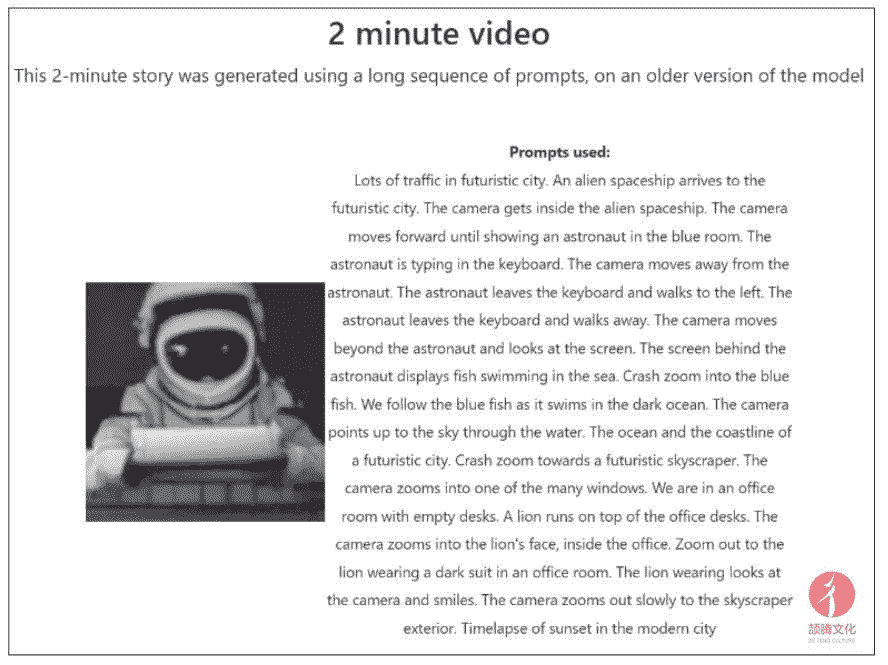 2 minute video
This 2-minute story was generated using a long sequence of prompts, on an older version of the model
Prompts used:
Lots of traffic in futuristic city. An alien spaceship arrives to the
futuristic city. The camera gets inside the alien spaceship. The camera
moves forward until showing an astronaut in the blue room. The
astronaut is typing in the keyboard. The camera moves away from the
astronaut. The astronaut leaves the keyboard and walks to the left. The
astronaut leaves the keyboard and walks away. The camera moves
beyond the astronaut and looks at the screen. The screen behind the
astronaut displays fish swimming in the sea. Crash zoom into the blue
fish. We follow the blue fish as it swims in the dark ocean. The camera
points up to the sky through the water. The ocean and the coastline of
a futuristic city. Crash zoom towards a futuristic skyscraper. The
camera zooms into one of the many windows. We are in an office
room with empty desks. A lion runs on top of the office desks. The
camera zooms into the lion's face, inside the office. Zoom out to the
lion wearing a dark suit in an office room. The lion wearing looks at
the camera and smiles. The camera zooms out slowly to the skyscraper
exterior. Timelapse of sunset in the modern city
颉腾文化
JIE TENG CULTURE